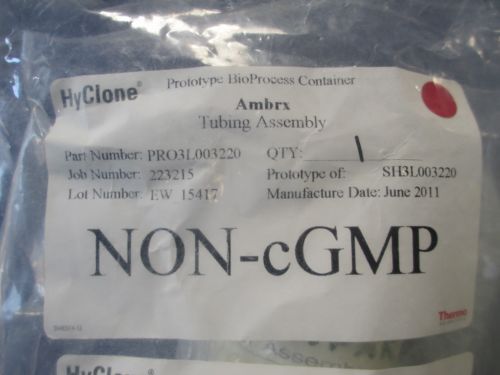 HyClone®
Prototype BioProcess Container
Ambrx
Tubing Assembly
Part Number: PRO3L003220 QTY: 1
Job Number: 223215 Prototype of: SH3L003220
Lot Number: EW 15417 Manufacture Date: June 2011
NON-cGMP
Thermo
HyClone®